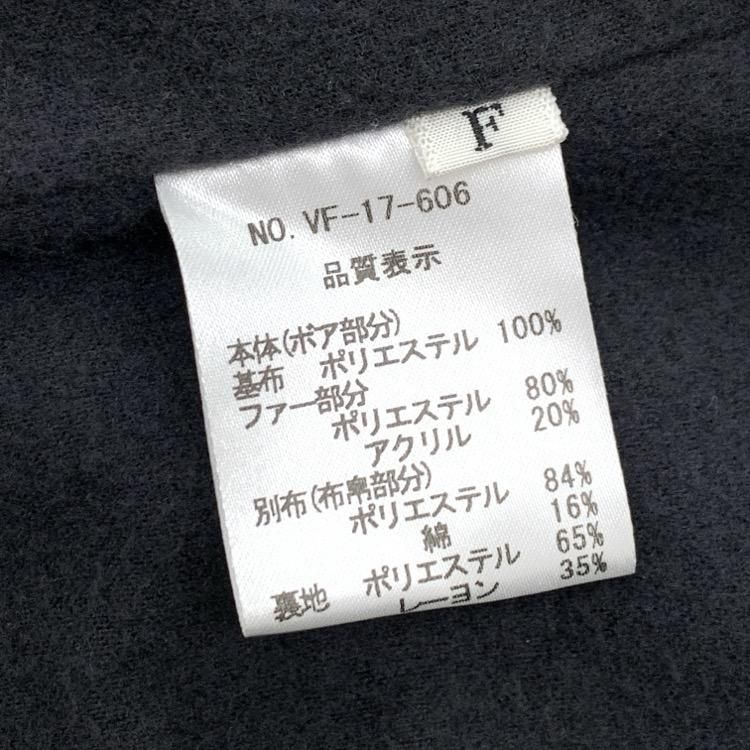 F
NO. VF-17-606
品質表示
本体(ボア部分)
基布 ポリエステル 100%
ファー部分
ポリエステル 80%
アクリル 20%
別布(布帛部分)
ポリエステル 84%
綿 16%
裏地 ポリエステル 65%
レーヨン 35%